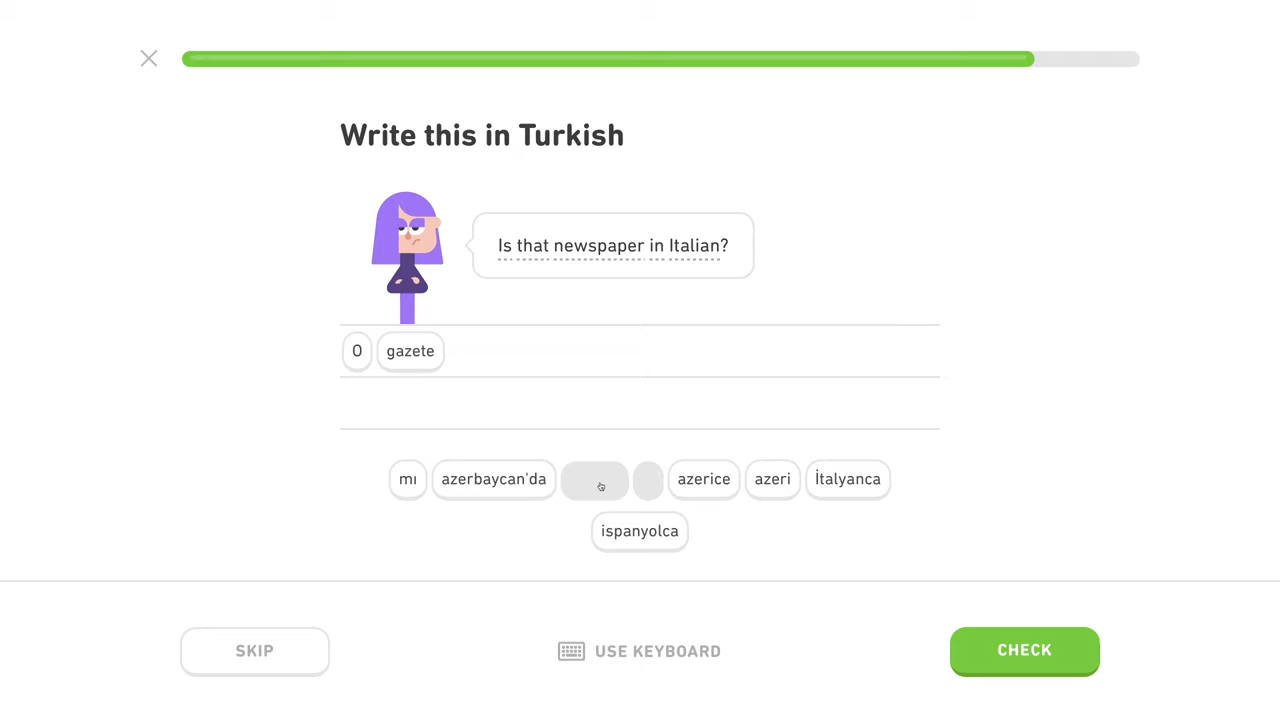 Write this in Turkish
Is that newspaper in Italian?
O gazete
mı azerbaycan'da azerice azeri İtalyanca
ispanyolca
SKIP USE KEYBOARD CHECK